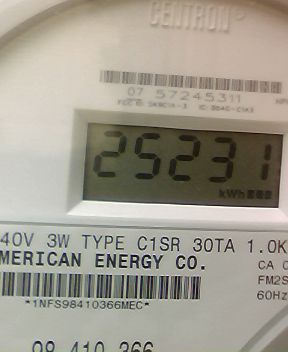 CENTRON®
07 57245311
25231
kWh
40V 3W TYPE C1SR 30TA 1.0K
MERICAN ENERGY CO.
CA 0
FM2S
*1NFS98410366MEC*
60Hz
98 410 366